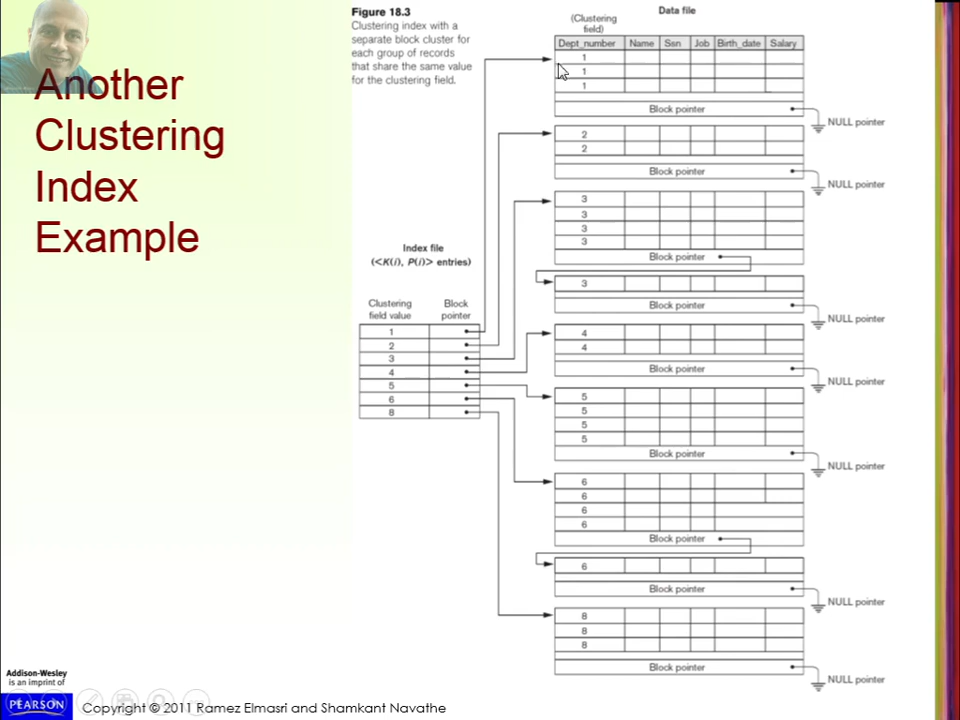 Another
Clustering
Index
Example
Figure 18.3
Clustering index with a
separate block cluster for
each group of records
that share the same value
for the clustering field.
Data file
(Clustering
field)
Dept_number Name Ssn Job Birth_date Salary
1
1
1
Block pointer NULL pointer
2
2
Block pointer NULL pointer
3
3
3
3
Block pointer
3
Block pointer NULL pointer
4
4
Block pointer NULL pointer
5
5
5
5
Block pointer NULL pointer
6
6
6
6
Block pointer
6
Block pointer NULL pointer
8
8
8
Block pointer NULL pointer
Index file
(<K(i), P(i)> entries)
Clustering Block
field value pointer
1
2
3
4
5
6
8
Addison-Wesley
is an imprint of
PEARSON
Copyright © 2011 Ramez Elmasri and Shamkant Navathe